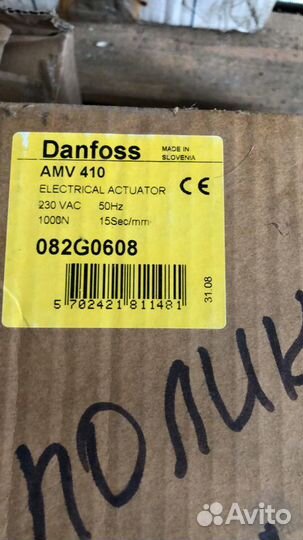 Danfoss
MADE IN
SLOVENIA
AMV 410
ELECTRICAL ACTUATOR
CE
230 VAC 50Hz
1000N 15Sec/mm
082G0608
5 702421 811481
31.08
ПОЛИК
Avito